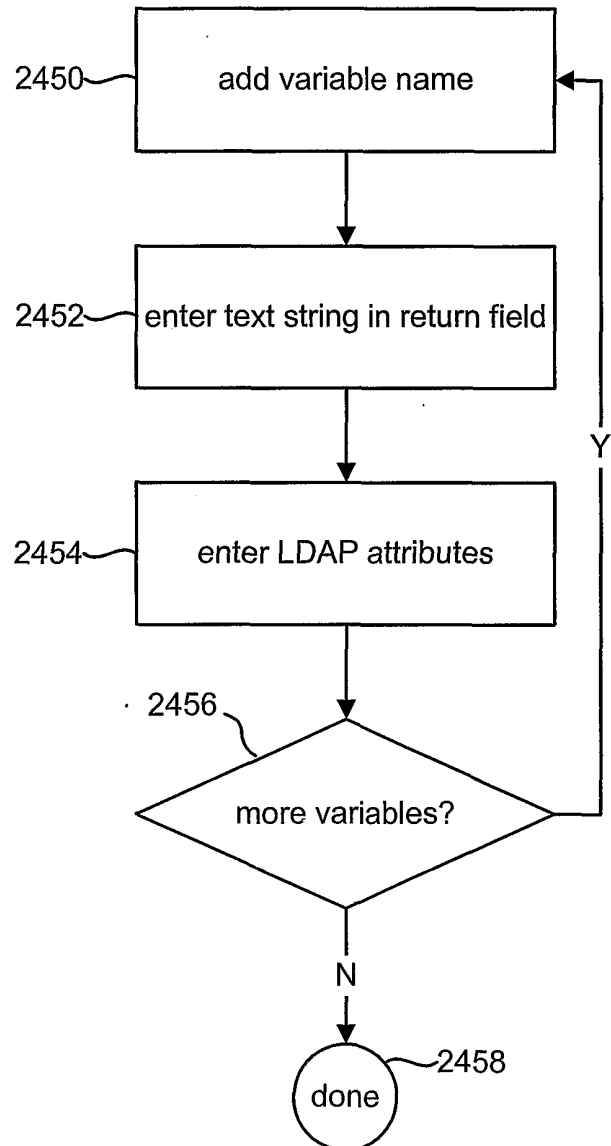 2450
add variable name
2452
enter text string in return field
Y
2454
enter LDAP attributes
2456
more variables?
N
2458
done